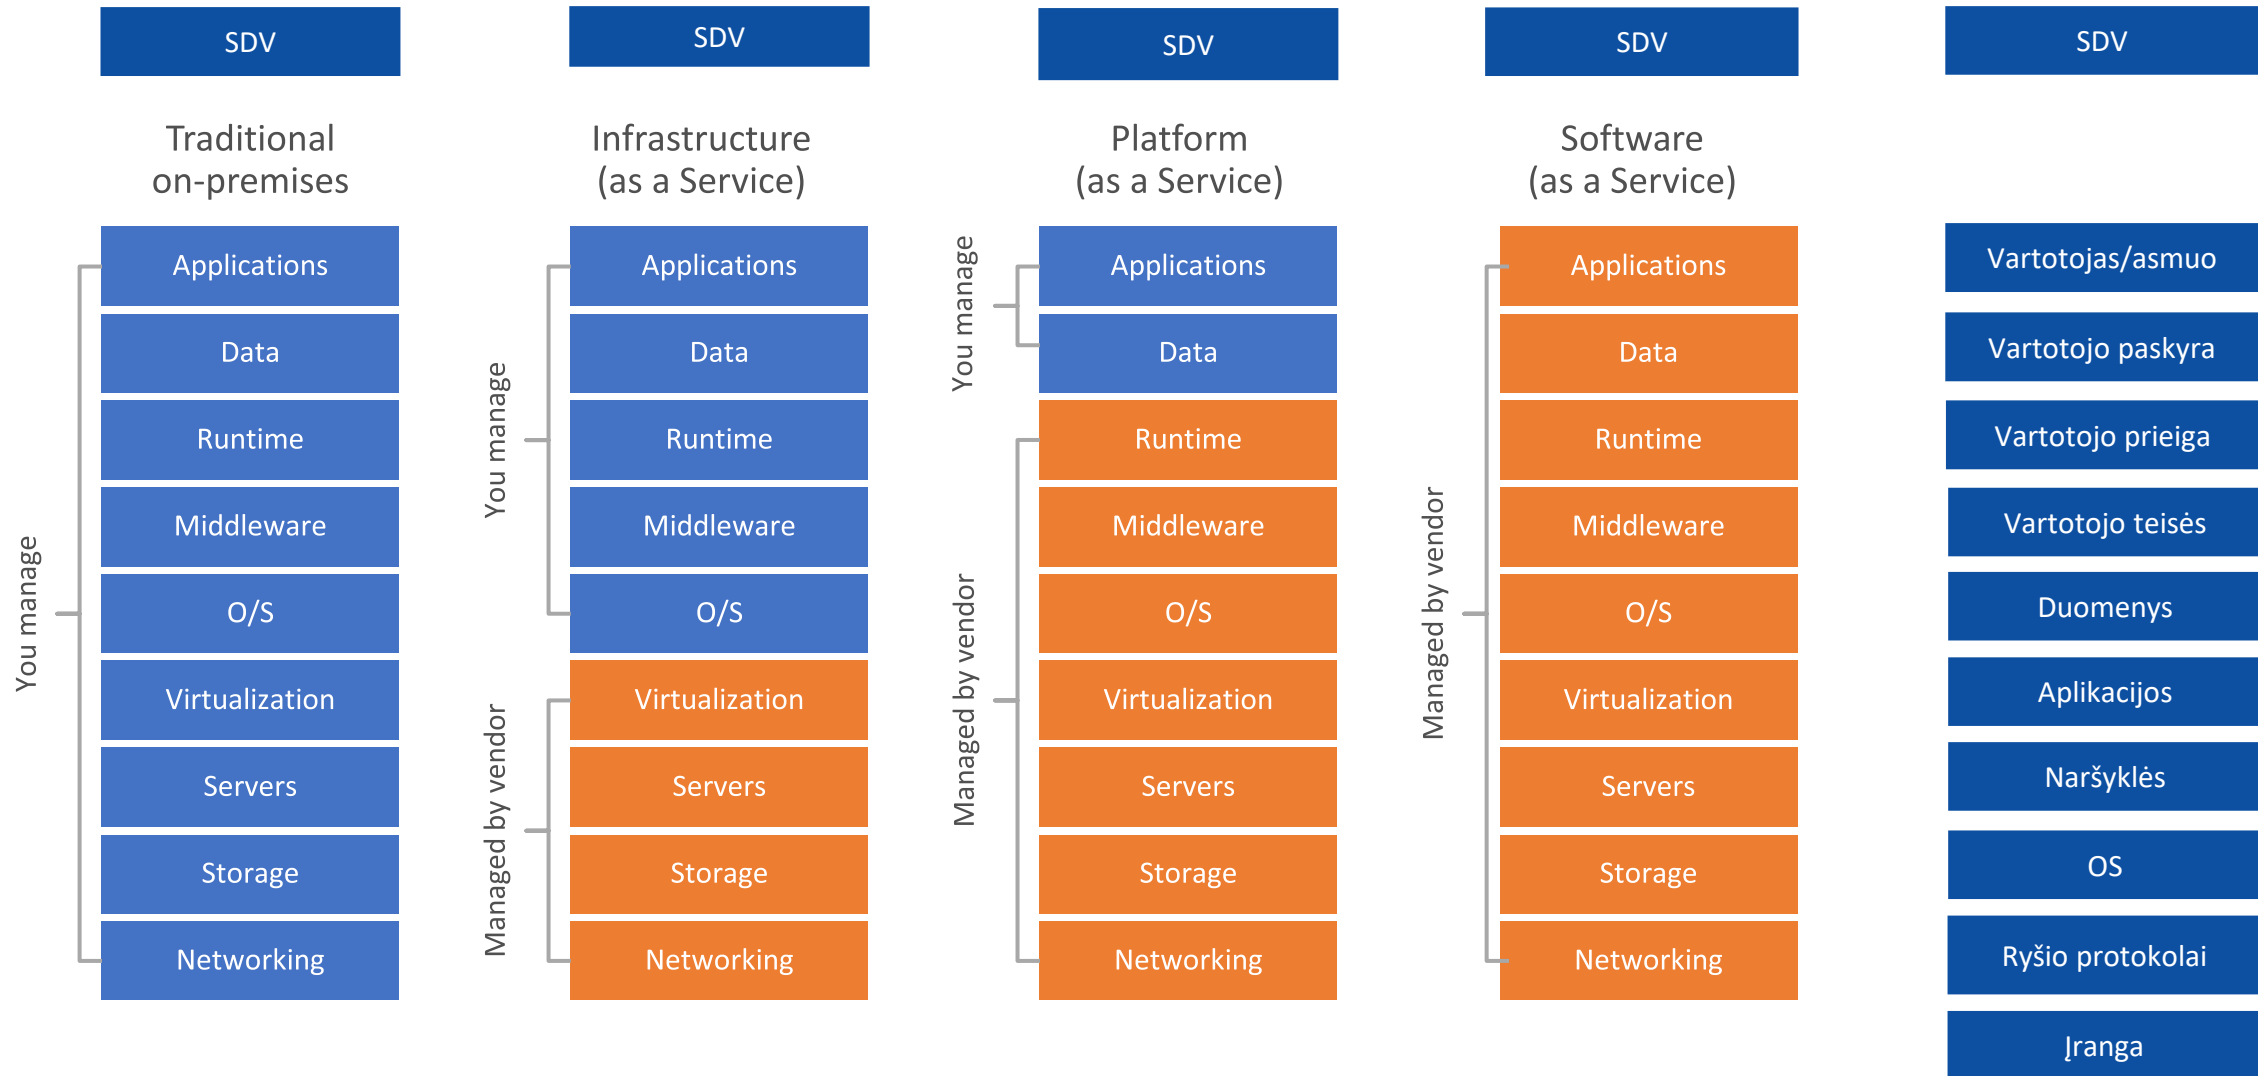 SDV
SDV
SDV
SDV
SDV
Traditional
on-premises
Infrastructure
(as a Service)
Platform
(as a Service)
Software
(as a Service)
You manage
Applications
Data
Runtime
Middleware
O/S
Virtualization
Servers
Storage
Networking
You manage
Managed by vendor
Applications
Data
Runtime
Middleware
O/S
Virtualization
Servers
Storage
Networking
You manage
Managed by vendor
Applications
Data
Runtime
Middleware
O/S
Virtualization
Servers
Storage
Networking
Managed by vendor
Applications
Data
Runtime
Middleware
O/S
Virtualization
Servers
Storage
Networking
Vartotojas/asmuo
Vartotojo paskyra
Vartotojo prieiga
Vartotojo teisės
Duomenys
Aplikacijos
Naršyklės
OS
Ryšio protokolai
Įranga